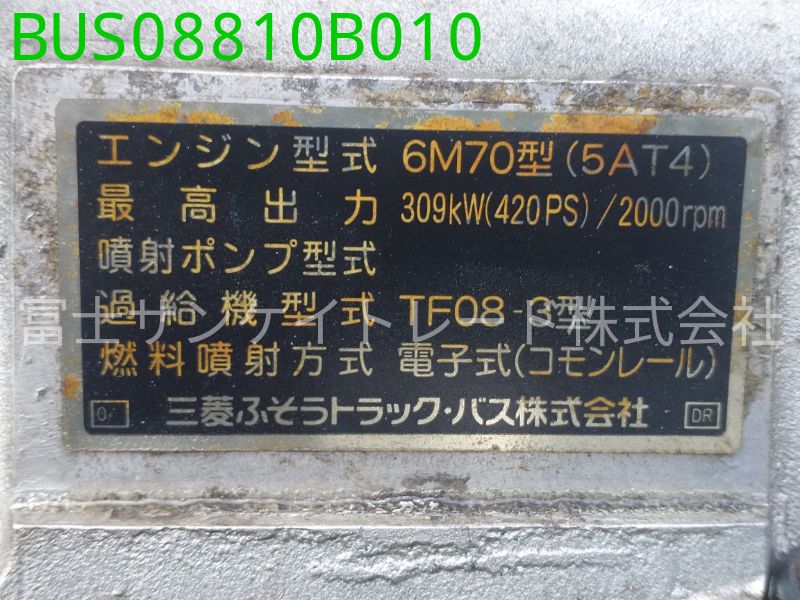 BUS08810B010
エンジン型式 6M70型(5AT4)
最高出力 309kW(420PS)/2000rpm
噴射ポンプ型式
過給機型式 TF08-3型
富士サンケイトレード株式会社
燃料噴射方式 電子式(コモンレール)
三菱ふそうトラック・バス株式会社 DR